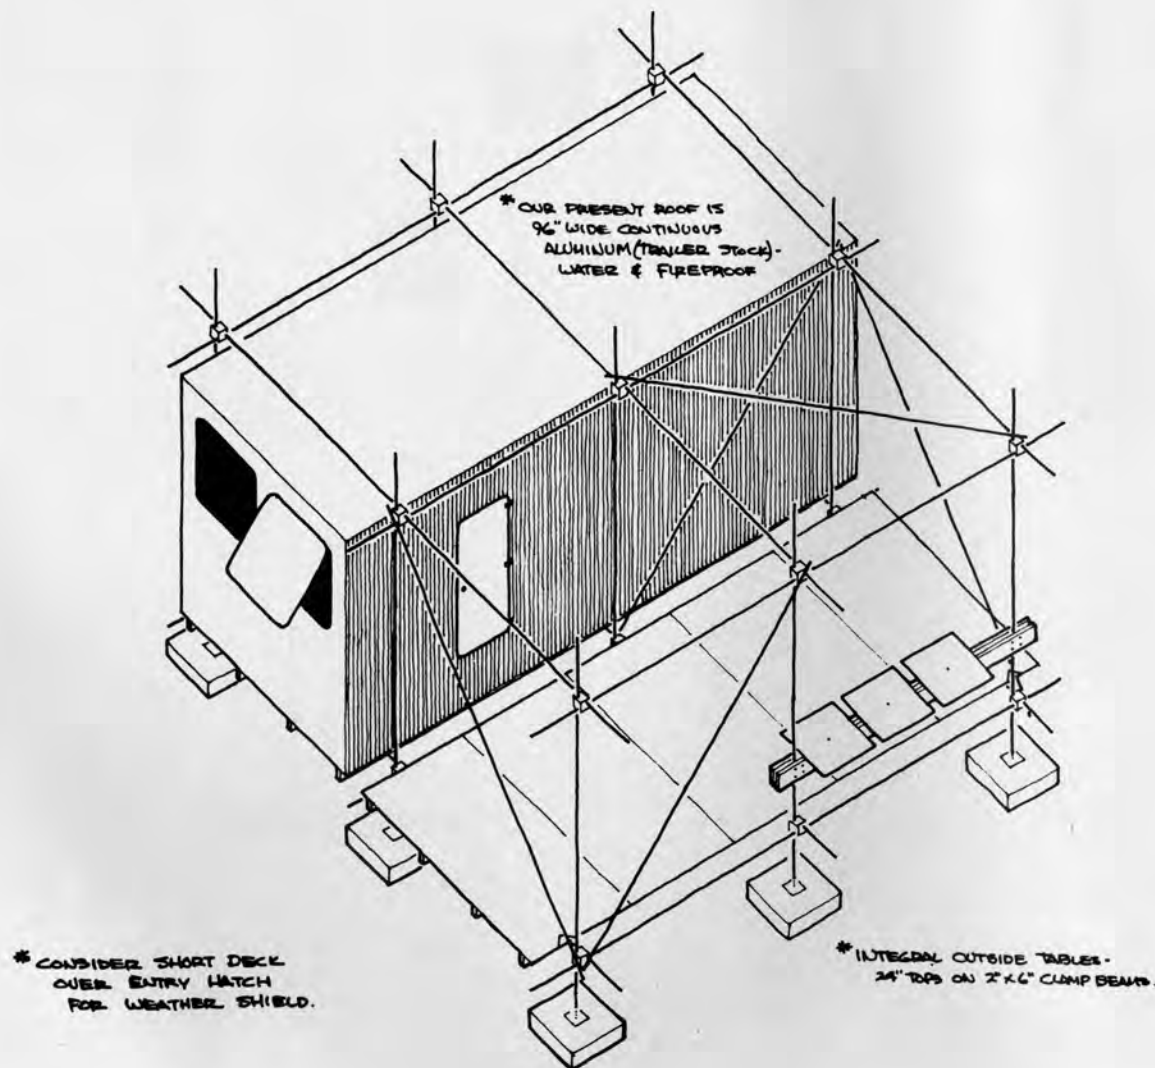 * OUR PRESENT ROOF IS
96" WIDE CONTINUOUS
ALUMINUM (TRAILER STOCK)-
WATER & FIREPROOF
* CONSIDER SHORT DECK
OVER ENTRY HATCH
FOR WEATHER SHIELD.
* INTEGRAL OUTSIDE TABLES-
24" TOPS ON 2"X6" CLAMP BEAMS.